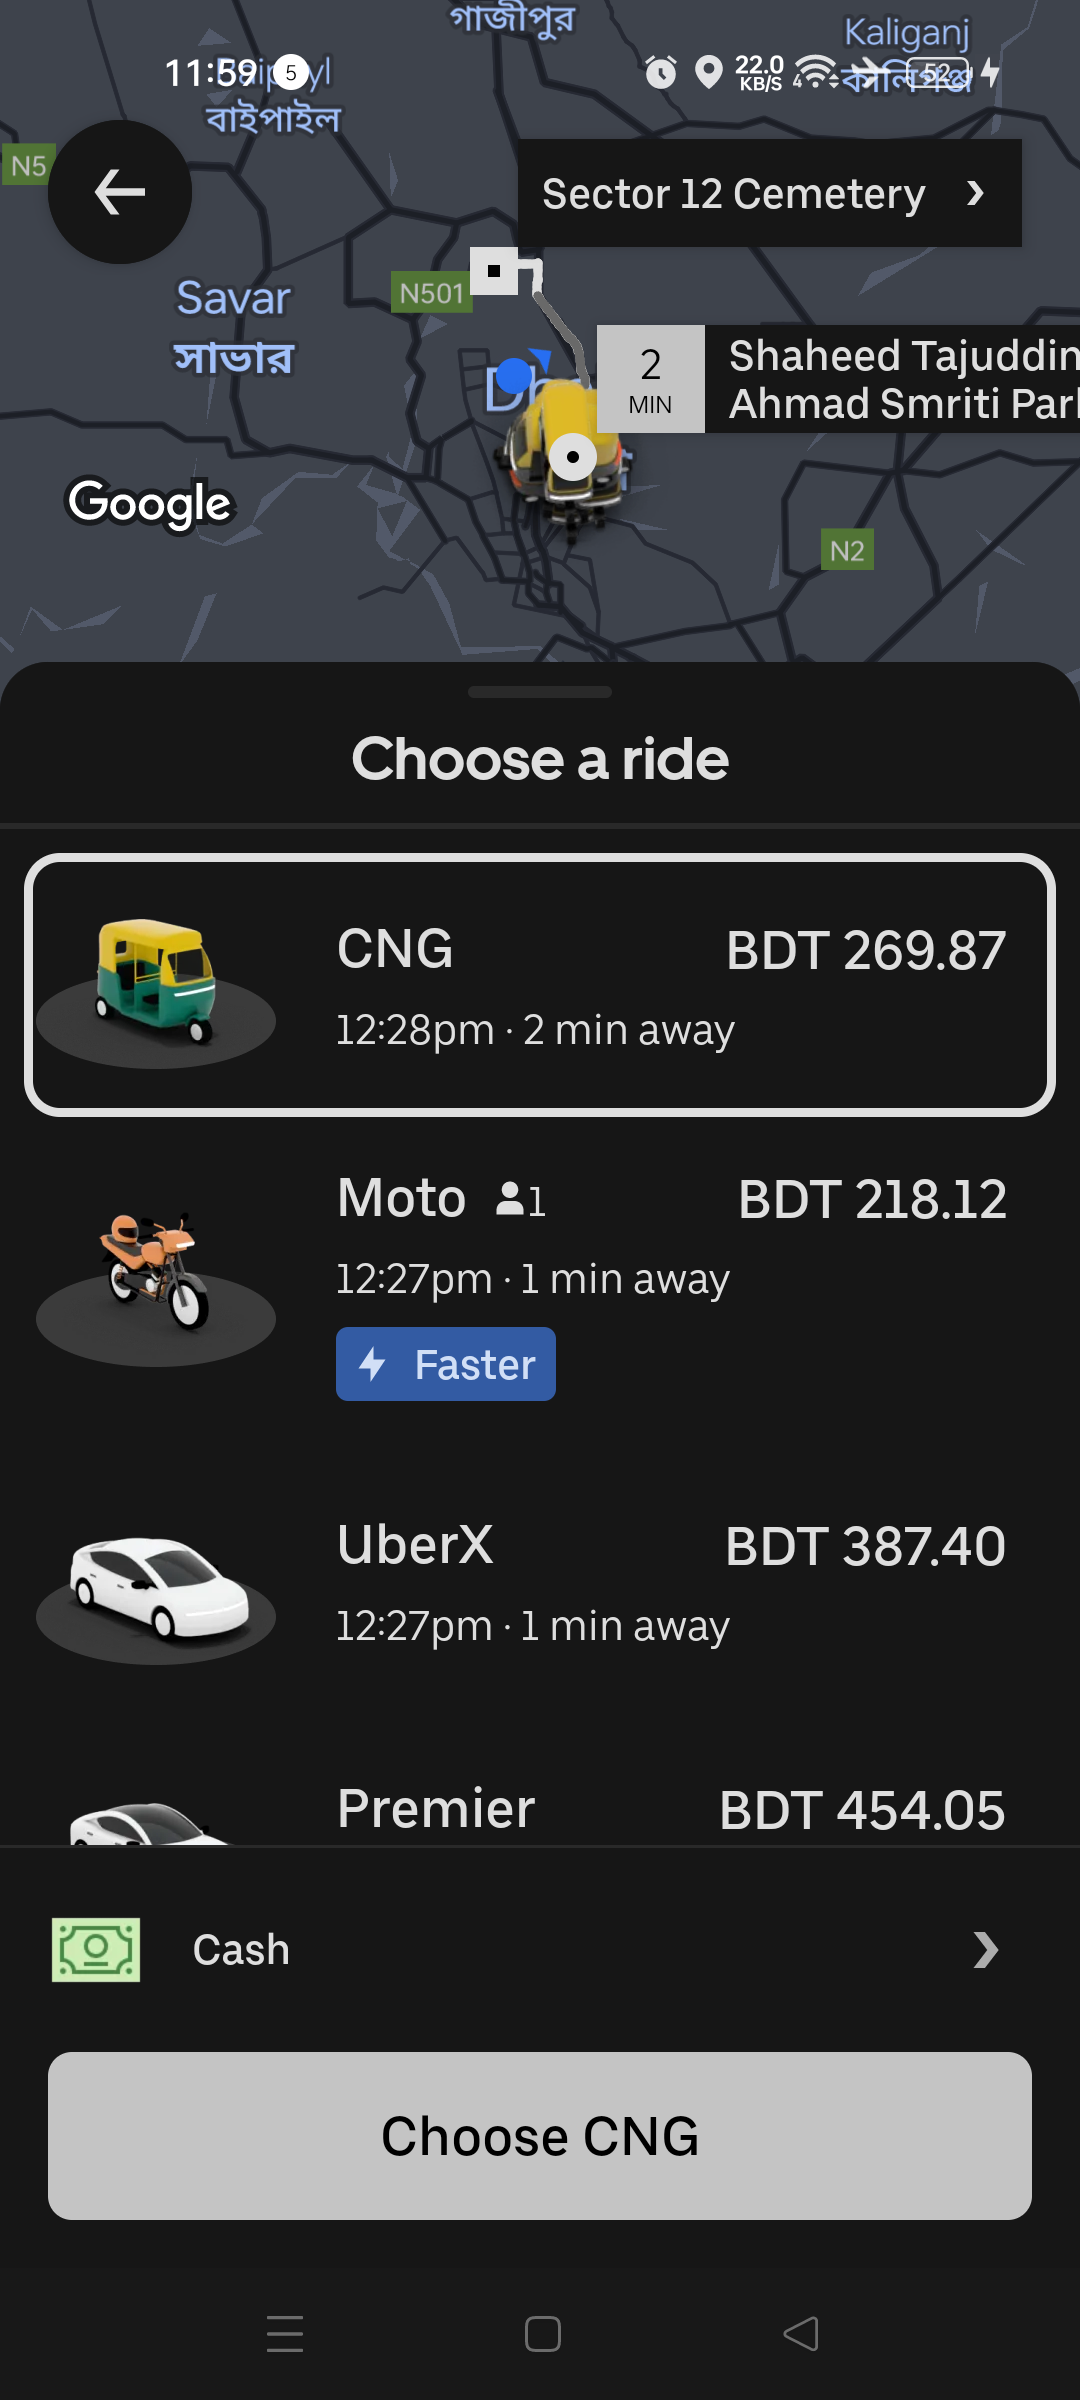 গাজীপুর
Kaliganj
কালিগঞ্জ
11:59
5
22.0
KB/S
4
52
বাইপাইল
N5
Sector 12 Cemetery
Savar
সাভার
N501
2
MIN
Shaheed Tajuddin
Ahmad Smriti Park
Google
N2
Choose a ride
CNG
BDT 269.87
12:28pm · 2 min away
Moto 1
BDT 218.12
12:27pm · 1 min away
Faster
UberX
BDT 387.40
12:27pm · 1 min away
Premier
BDT 454.05
Cash
Choose CNG